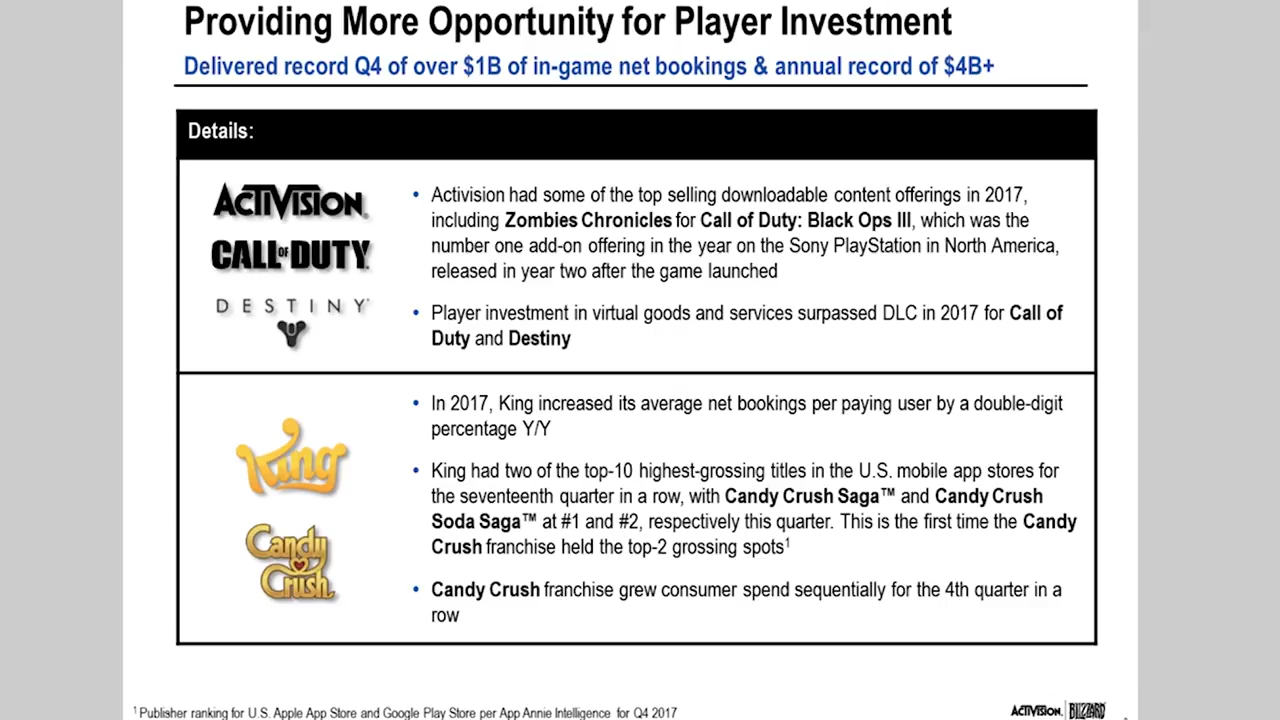 Providing More Opportunity for Player Investment
Delivered record Q4 of over $1B of in-game net bookings & annual record of $4B+
Details:
ACTIVISION
CALL OF DUTY
DESTINY
• Activision had some of the top selling downloadable content offerings in 2017,
including Zombies Chronicles for Call of Duty: Black Ops III, which was the
number one add-on offering in the year on the Sony PlayStation in North America,
released in year two after the game launched
• Player investment in virtual goods and services surpassed DLC in 2017 for Call of
Duty and Destiny
King
Candy
Crush
• In 2017, King increased its average net bookings per paying user by a double-digit
percentage Y/Y
• King had two of the top-10 highest-grossing titles in the U.S. mobile app stores for
the seventeenth quarter in a row, with Candy Crush Saga™ and Candy Crush
Soda Saga™ at #1 and #2, respectively this quarter. This is the first time the Candy
Crush franchise held the top-2 grossing spots¹
• Candy Crush franchise grew consumer spend sequentially for the 4th quarter in a
row
¹ Publisher ranking for U.S. Apple App Store and Google Play Store per App Annie Intelligence for Q4 2017
ACTIVISION. BLIZZARD